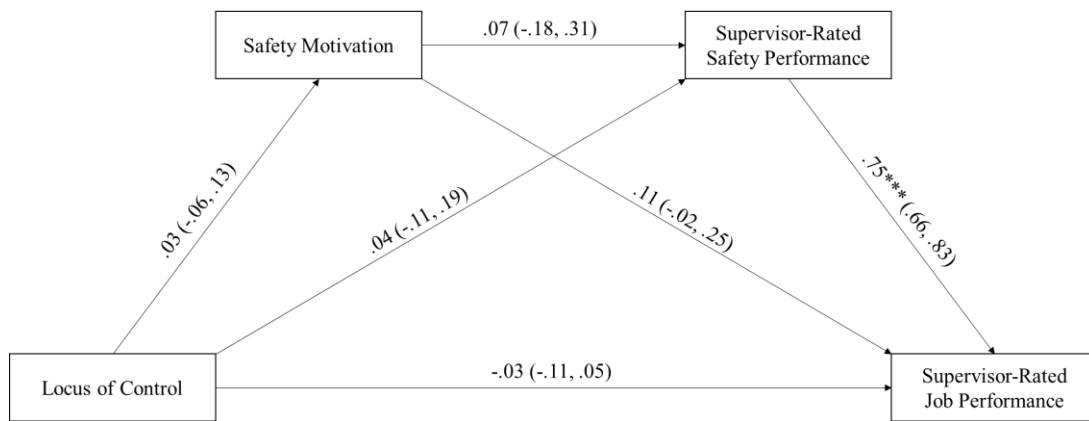 Safety Motivation
.07 (-.18, .31)
Supervisor-Rated
Safety Performance
.03 (-.06, .13)
.04 (-.11, .19)
.11 (-.02, .25)
.75*** (.66, .83)
Locus of Control
-.03 (-.11, .05)
Supervisor-Rated
Job Performance